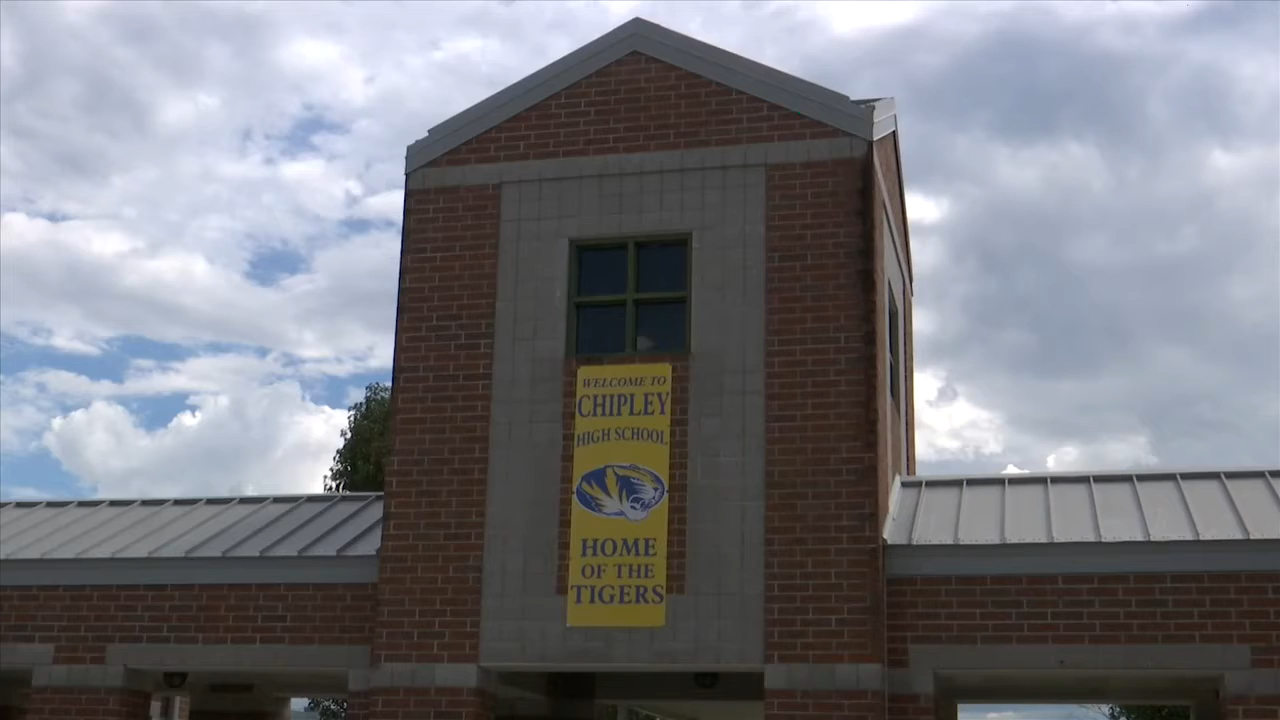 WELCOME TO
CHIPLEY
HIGH SCHOOL
HOME
OF THE
TIGERS